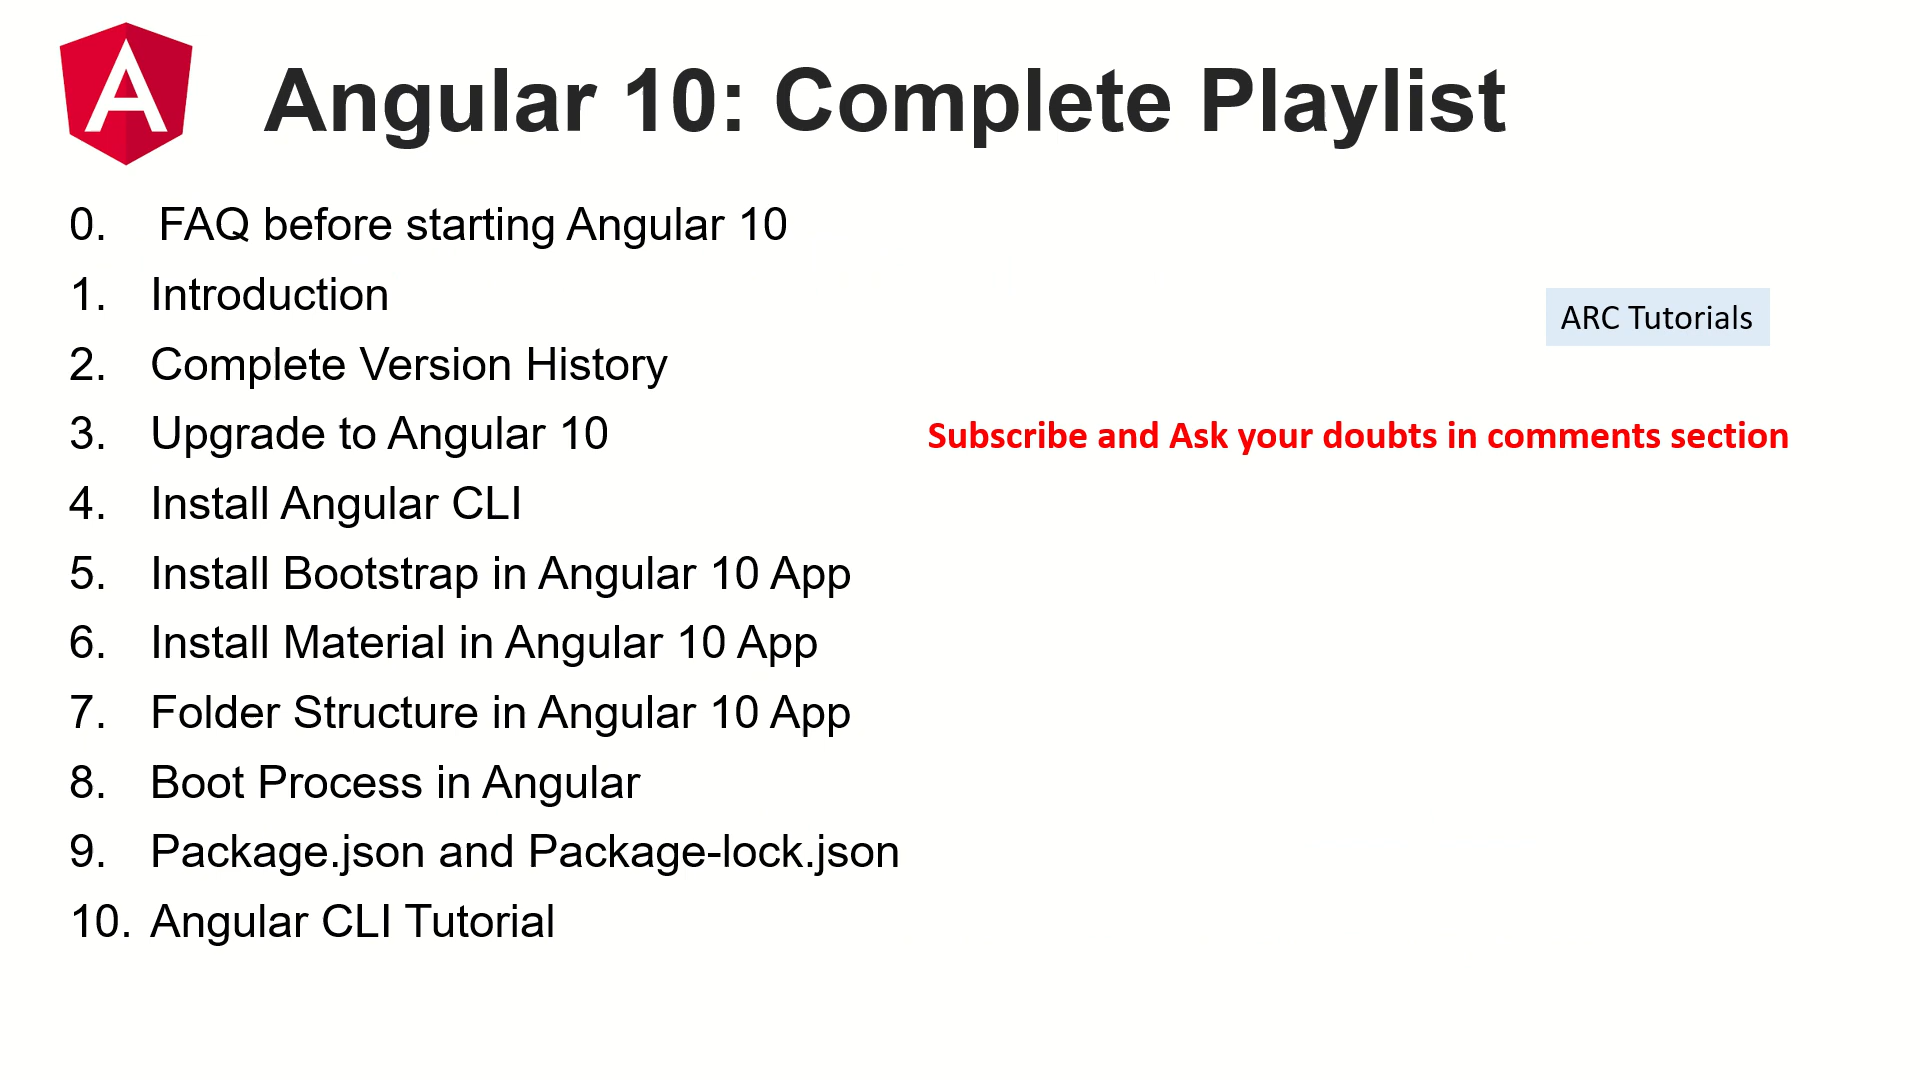 Angular 10: Complete Playlist
0. FAQ before starting Angular 10
1. Introduction
ARC Tutorials
2. Complete Version History
3. Upgrade to Angular 10
Subscribe and Ask your doubts in comments section
4. Install Angular CLI
5. Install Bootstrap in Angular 10 App
6. Install Material in Angular 10 App
7. Folder Structure in Angular 10 App
8. Boot Process in Angular
9. Package.json and Package-lock.json
10. Angular CLI Tutorial